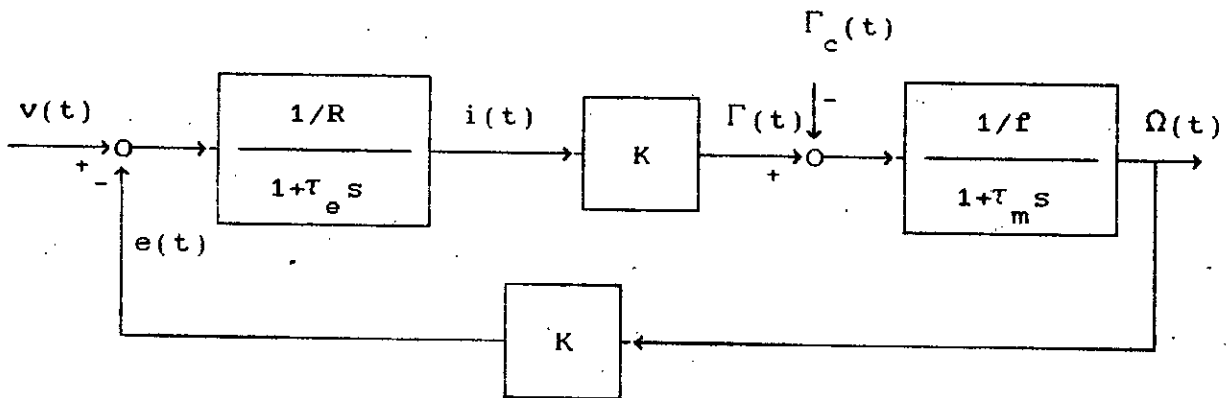 Γc(t)
v(t)
+
-
1/R
1+τe s
i(t)
K
Γ(t)
+
-
1/f
1+τm s
Ω(t)
e(t)
K